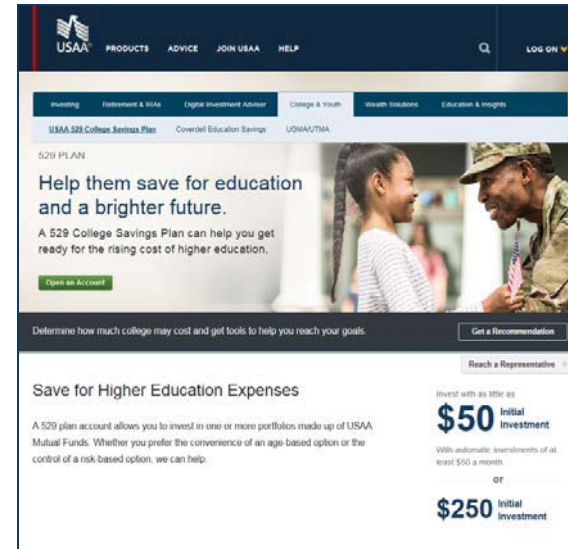 USAA®
PRODUCTS ADVICE JOIN USAA HELP LOG ON
Investing Retirement & IRAs Digital Investment Advisor College & Youth Wealth Solutions Education & Insights
USAA 529 College Savings Plan Coverdell Education Savings UGMA/UTMA
529 PLAN
Help them save for education
and a brighter future.
A 529 College Savings Plan can help you get
ready for the rising cost of higher education.
Open an Account
Determine how much college may cost and get tools to help you reach your goals.
Get a Recommendation
Reach a Representative
Save for Higher Education Expenses
A 529 plan account allows you to invest in one or more portfolios made up of USAA
Mutual Funds. Whether you prefer the convenience of an age-based option or the
control of a risk-based option, we can help.
Invest with as little as
$50 Initial
Investment
With automatic investments of at
least $50 a month.
or
$250 Initial
Investment